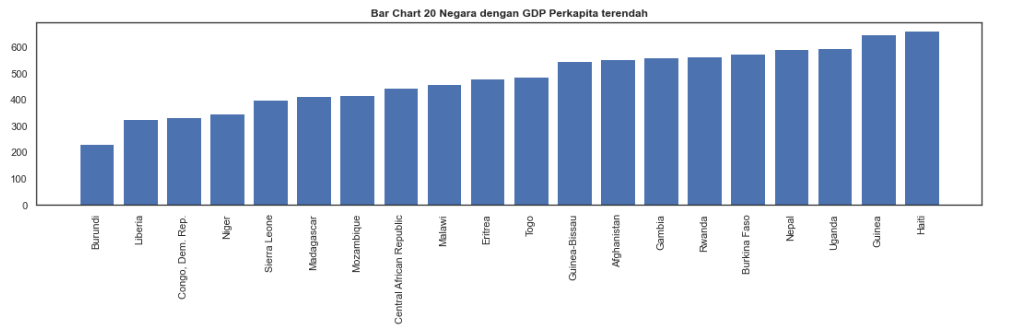 Bar Chart 20 Negara dengan GDP Perkapita terendah
600
500
400
300
200
100
0
Burundi
Liberia
Congo, Dem. Rep.
Niger
Sierra Leone
Madagascar
Mozambique
Central African Republic
Malawi
Eritrea
Togo
Guinea-Bissau
Afghanistan
Gambia
Rwanda
Burkina Faso
Nepal
Uganda
Guinea
Haiti